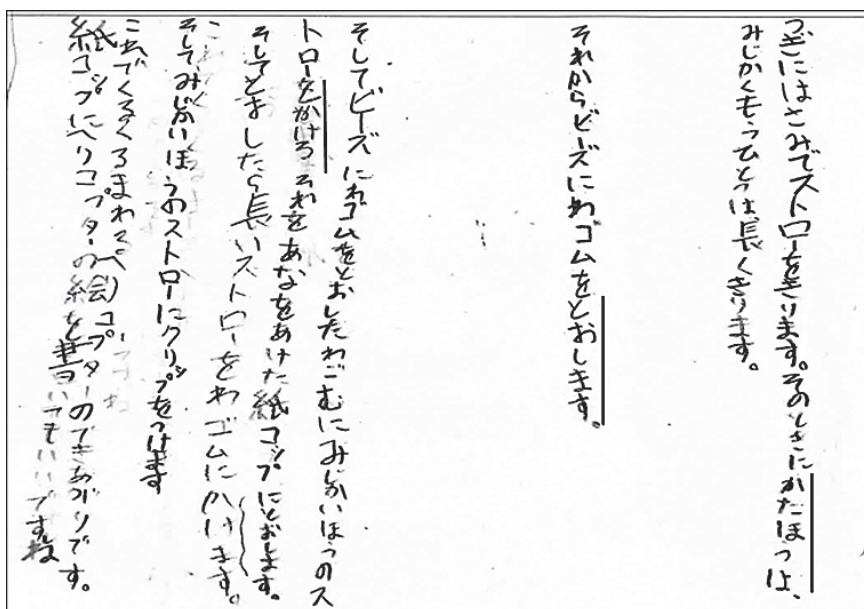 つぎにはさみでストローをきります。そのときにかたほうは、
みじかくもうひとつは長くきります。
それからビーズにわゴムをとおします。
そしてビーズにわゴムをとおしたわごむにみじかいほうのス
トローをかける それをあなをあけた紙コップにとおします。
そしてとおしたら長いストローをわゴムにかけます。
そして、みじかいほうのストローにクリップをつけます
これでくるくるまわるヘリコプターのできあがりです。
紙コップにヘリコプターの絵を書いてもいいですね